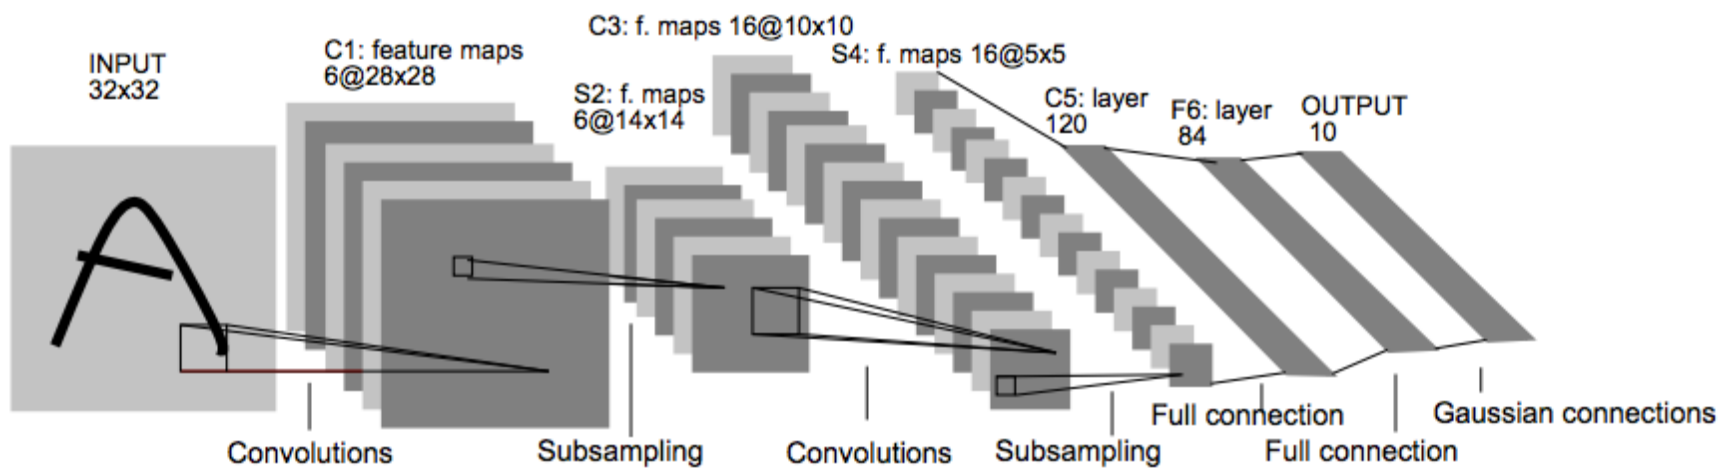 INPUT
32x32
C1: feature maps
6@28x28
S2: f. maps
6@14x14
C3: f. maps 16@10x10
S4: f. maps 16@5x5
C5: layer
120
F6: layer
84
OUTPUT
10
Convolutions
Subsampling
Convolutions
Subsampling
Full connection
Full connection
Gaussian connections